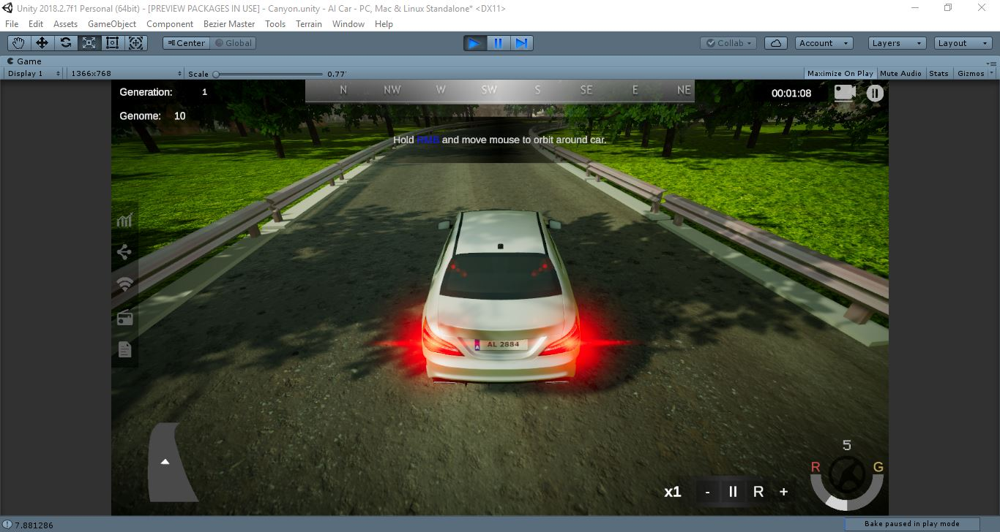 Unity 2018.2.7f1 Personal (64bit) - [PREVIEW PACKAGES IN USE] - Canyon.unity - AI Car - PC, Mac & Linux Standalone* <DX11>
File Edit Assets GameObject Component Bezier Master Tools Terrain Window Help
Center Global Collab Account Layers Layout
Game
Display 1 1366x768 Scale 0.77 Maximize On Play Mute Audio Stats Gizmos
Generation: 1 N NW W SW S SE E NE 00:01:08
Genome: 10
Hold RMB and move mouse to orbit around car.
AL 2884
5
R G
x1 - II R +
7.881286 Bake paused in play mode